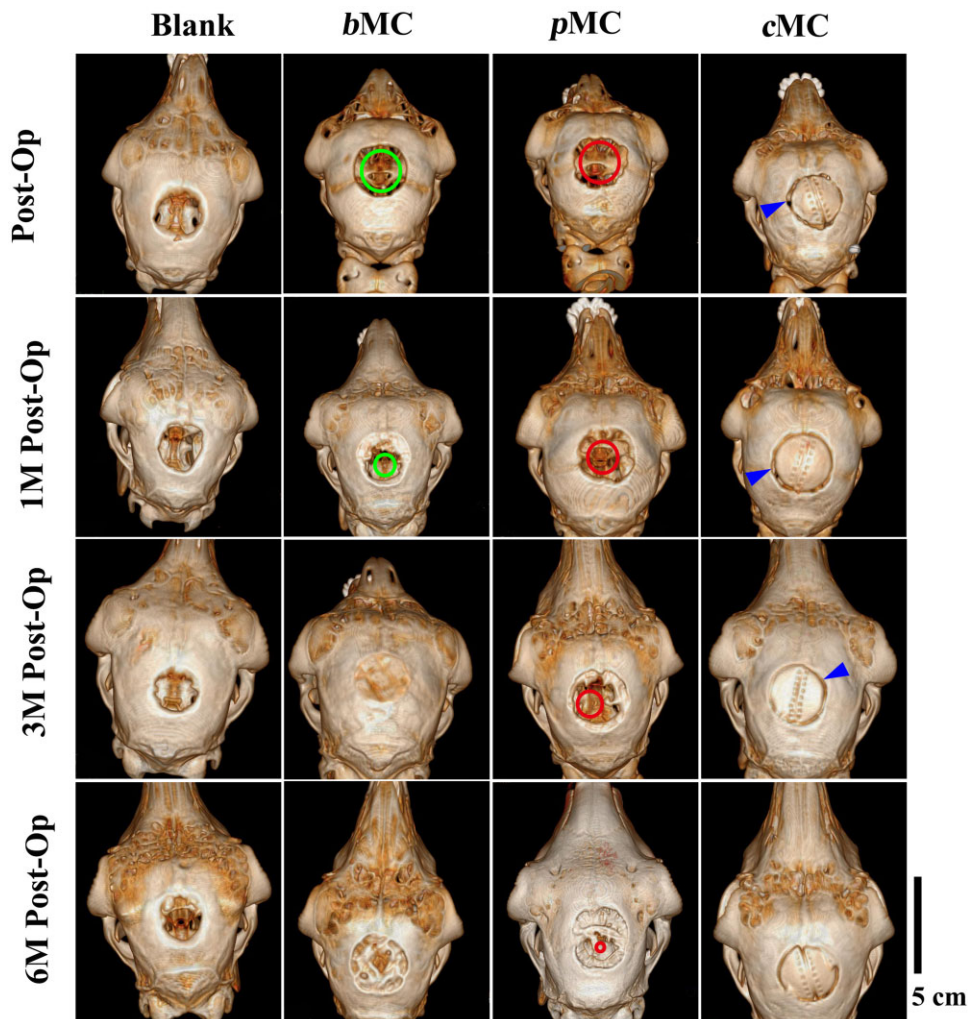 Blank
bMC
pMC
cMC
Post-Op
1M Post-Op
3M Post-Op
6M Post-Op
5 cm